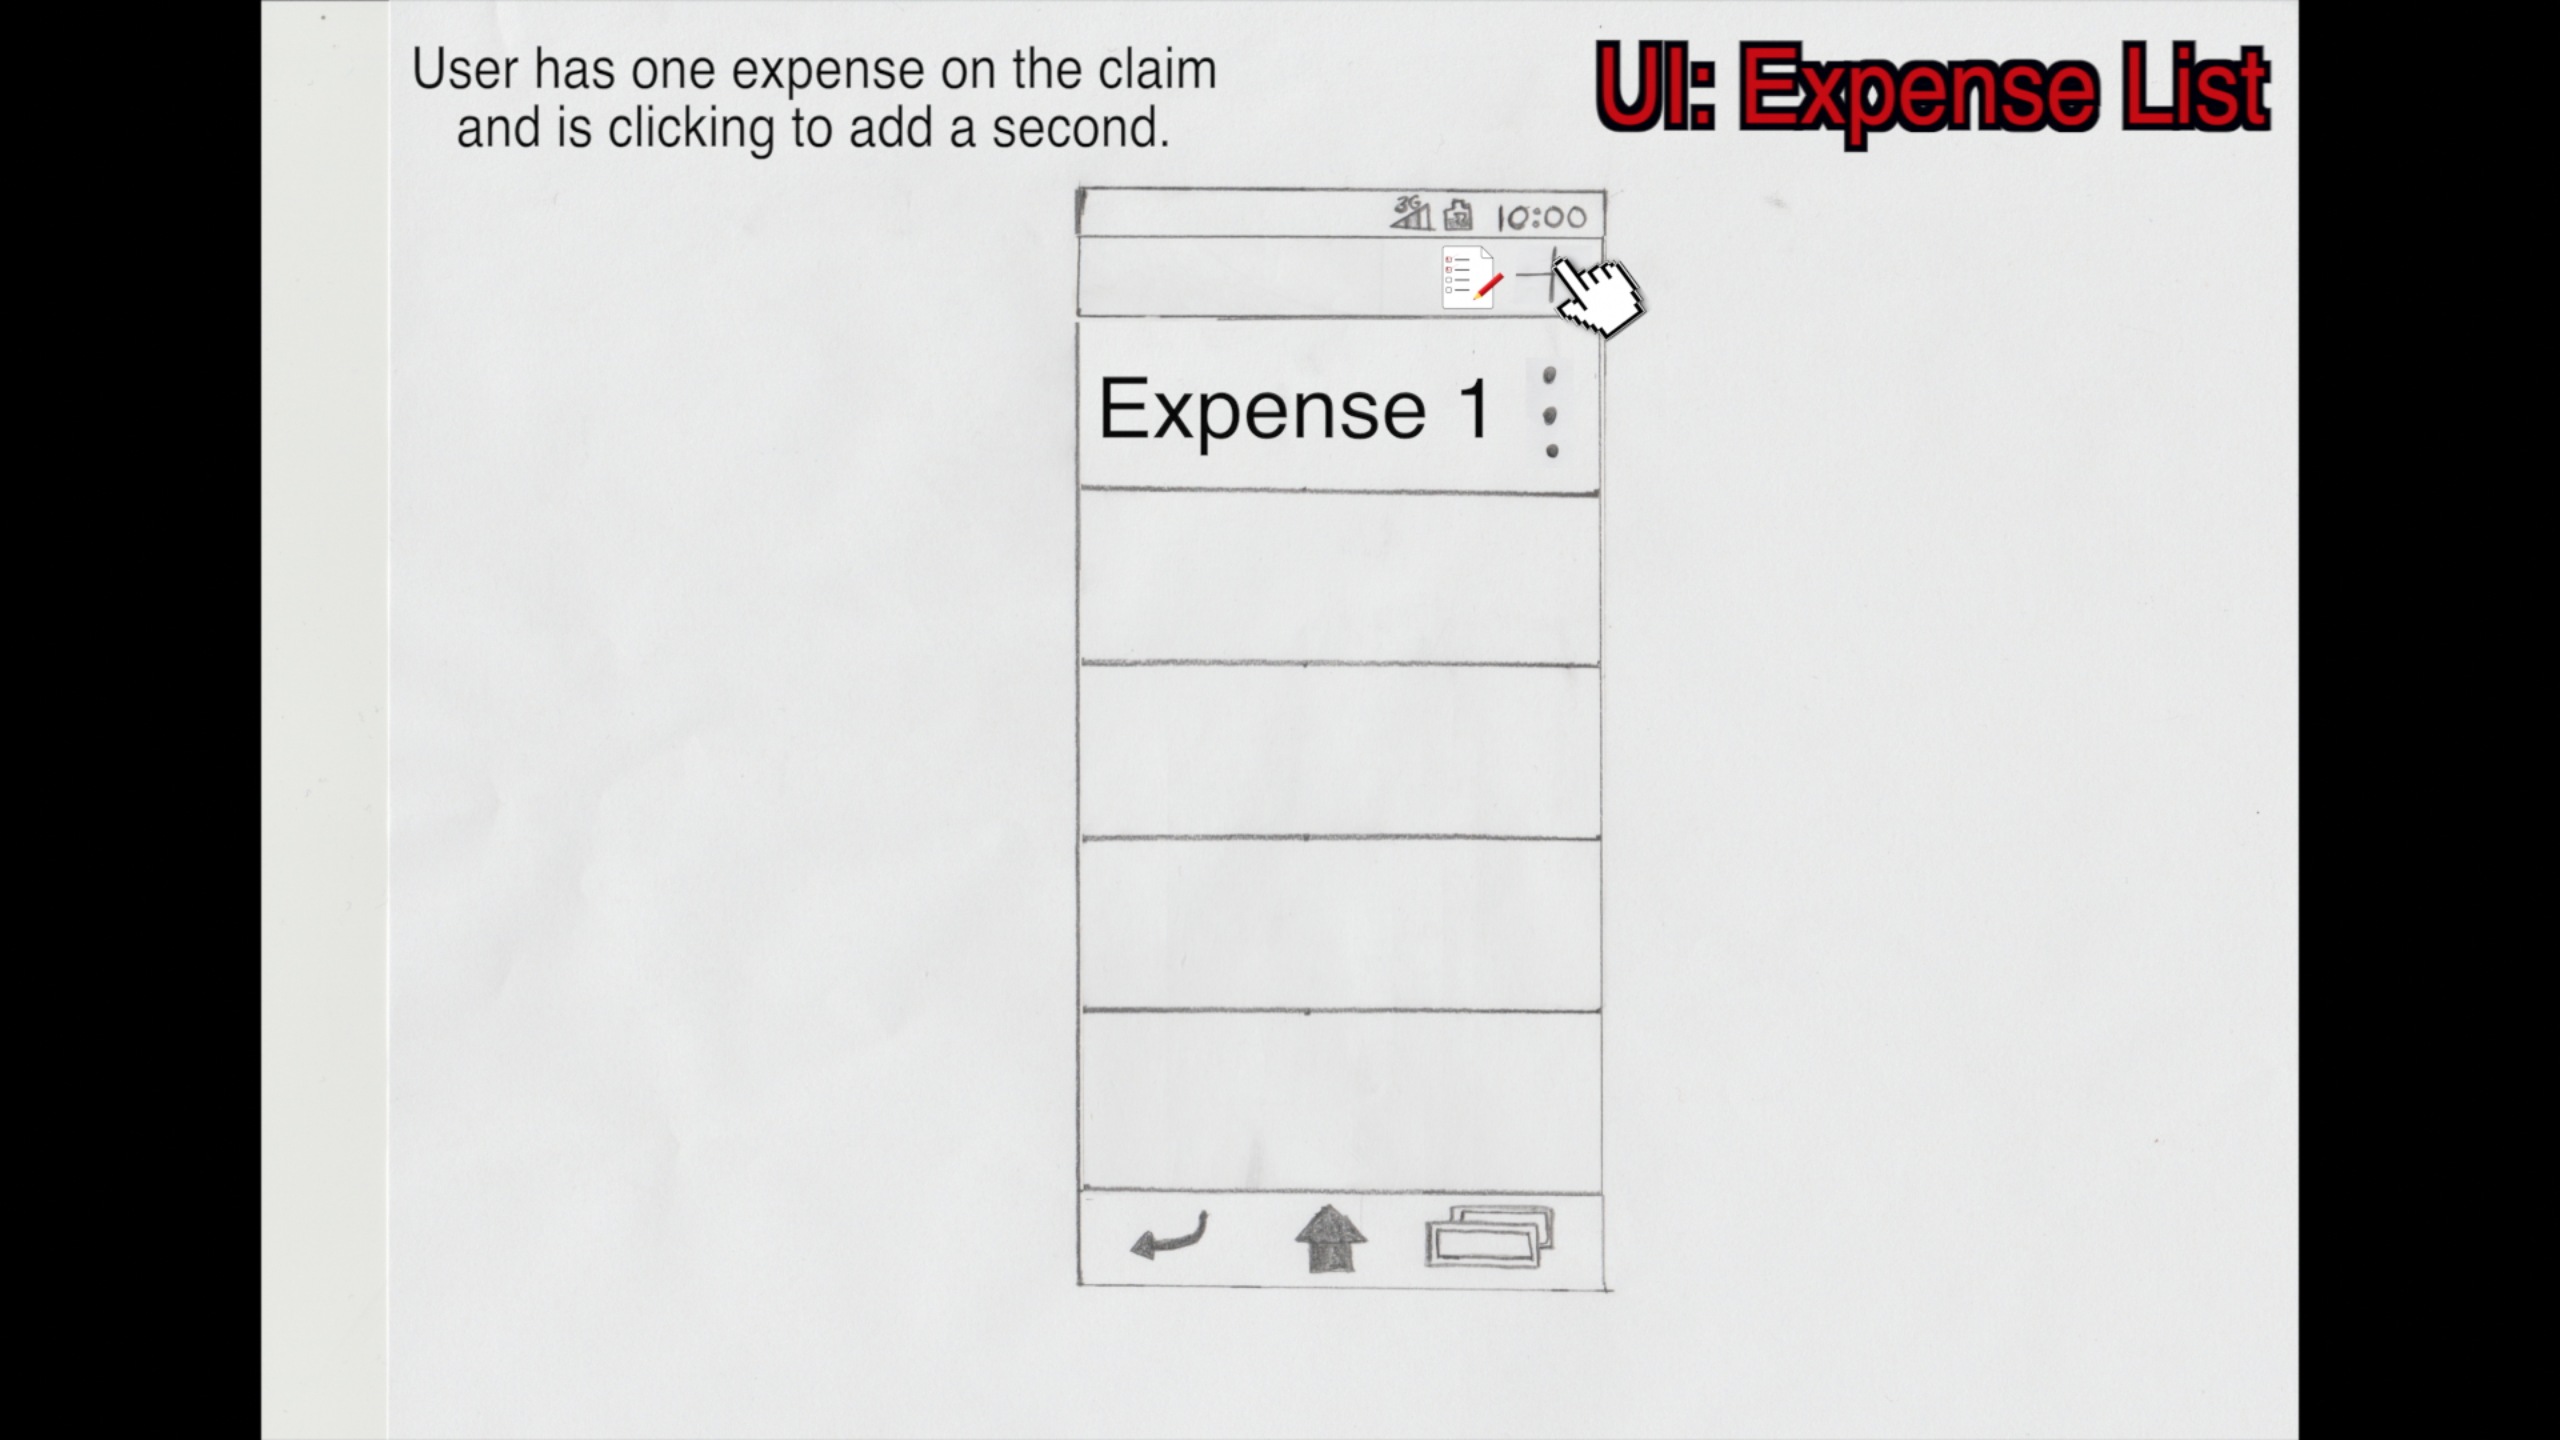 User has one expense on the claim
and is clicking to add a second.
UI: Expense List
3G 10:00
Expense 1